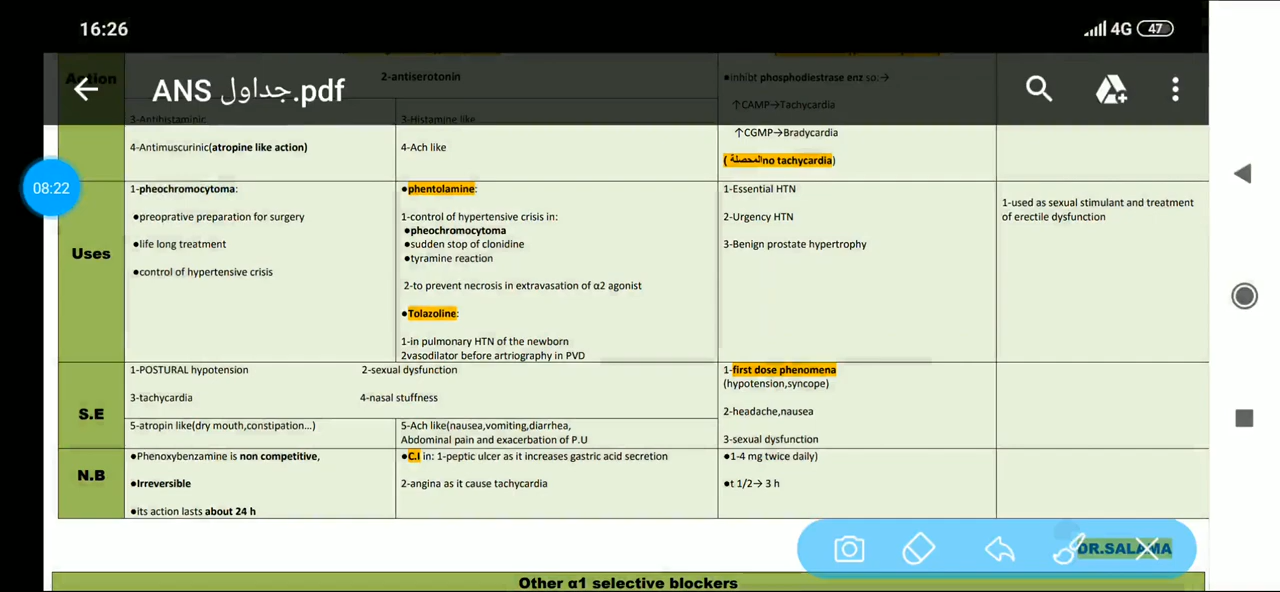 16:26
4G 47
ANS جداول.pdf
08:22
Action
2-antiserotonin
●inhibt phosphodiestrase enz so:→
↑CAMP→Tachycardia
3-Antihistaminic
3-Histamine like
↑CGMP→Bradycardia
4-Antimuscurinic(atropine like action)
4-Ach like
( المحصلة no tachycardia)
Uses
1-pheochromocytoma:
●preoprative preparation for surgery
●life long treatment
●control of hypertensive crisis
●phentolamine:
1-control of hypertensive crisis in:
●pheochromocytoma
●sudden stop of clonidine
●tyramine reaction
2-to prevent necrosis in extravasation of α2 agonist
●Tolazoline:
1-in pulmonary HTN of the newborn
2vasodilator before artriography in PVD
1-Essential HTN
2-Urgency HTN
3-Benign prostate hypertrophy
1-used as sexual stimulant and treatment
of erectile dysfunction
S.E
1-POSTURAL hypotension
2-sexual dysfunction
3-tachycardia
4-nasal stuffness
5-atropin like(dry mouth,constipation...)
5-Ach like(nausea,vomiting,diarrhea,
Abdominal pain and exacerbation of P.U
1-first dose phenomena
(hypotension,syncope)
2-headache,nausea
3-sexual dysfunction
N.B
●Phenoxybenzamine is non competitive,
●Irreversible
●its action lasts about 24 h
●C.I in: 1-peptic ulcer as it increases gastric acid secretion
2-angina as it cause tachycardia
●1-4 mg twice daily)
●t 1/2→ 3 h
DR.SALAMA
Other α1 selective blockers